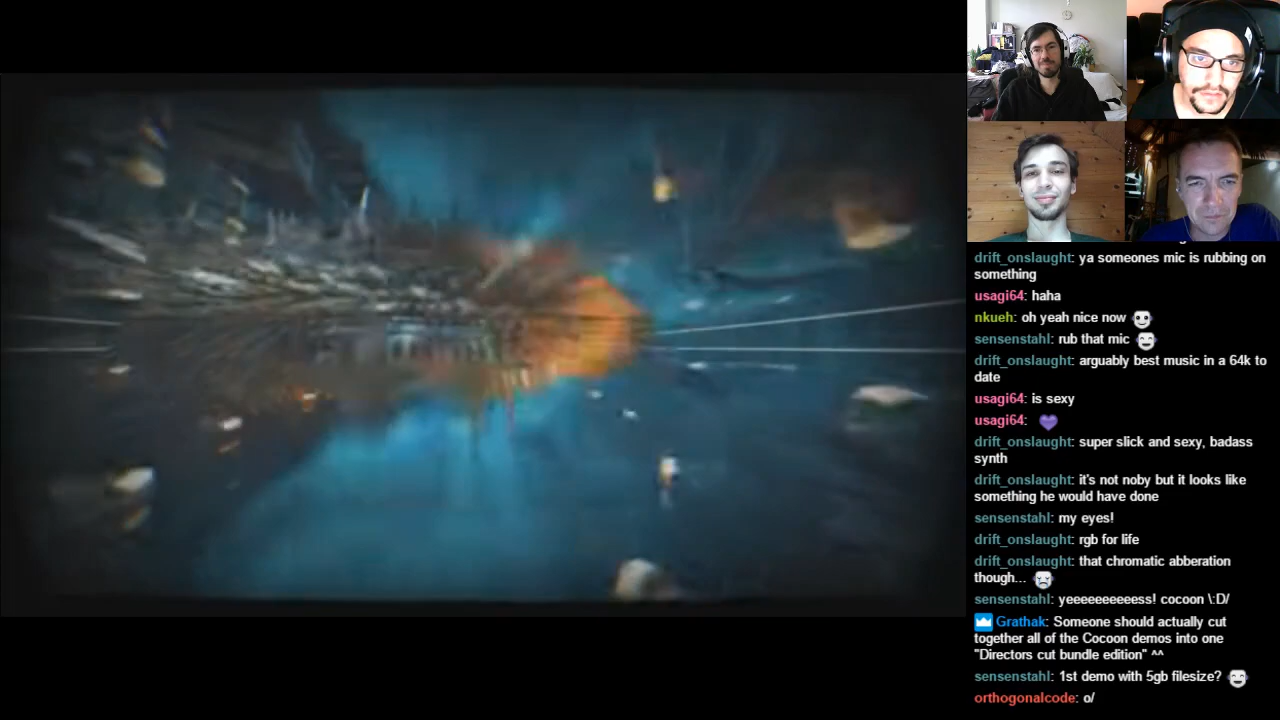 drift_onslaught: ya someones mic is rubbing on
something
usagi64: haha
nkueh: oh yeah nice now
sensenstahl: rub that mic
drift_onslaught: arguably best music in a 64k to
date
usagi64: is sexy
usagi64:
drift_onslaught: super slick and sexy, badass
synth
drift_onslaught: it's not noby but it looks like
something he would have done
sensenstahl: my eyes!
drift_onslaught: rgb for life
drift_onslaught: that chromatic abberation
though...
sensenstahl: yeeeeeeeeeess! cocoon \:D/
Grathak: Someone should actually cut
together all of the Cocoon demos into one
"Directors cut bundle edition" ^^
sensenstahl: 1st demo with 5gb filesize?
orthogonalcode: o/